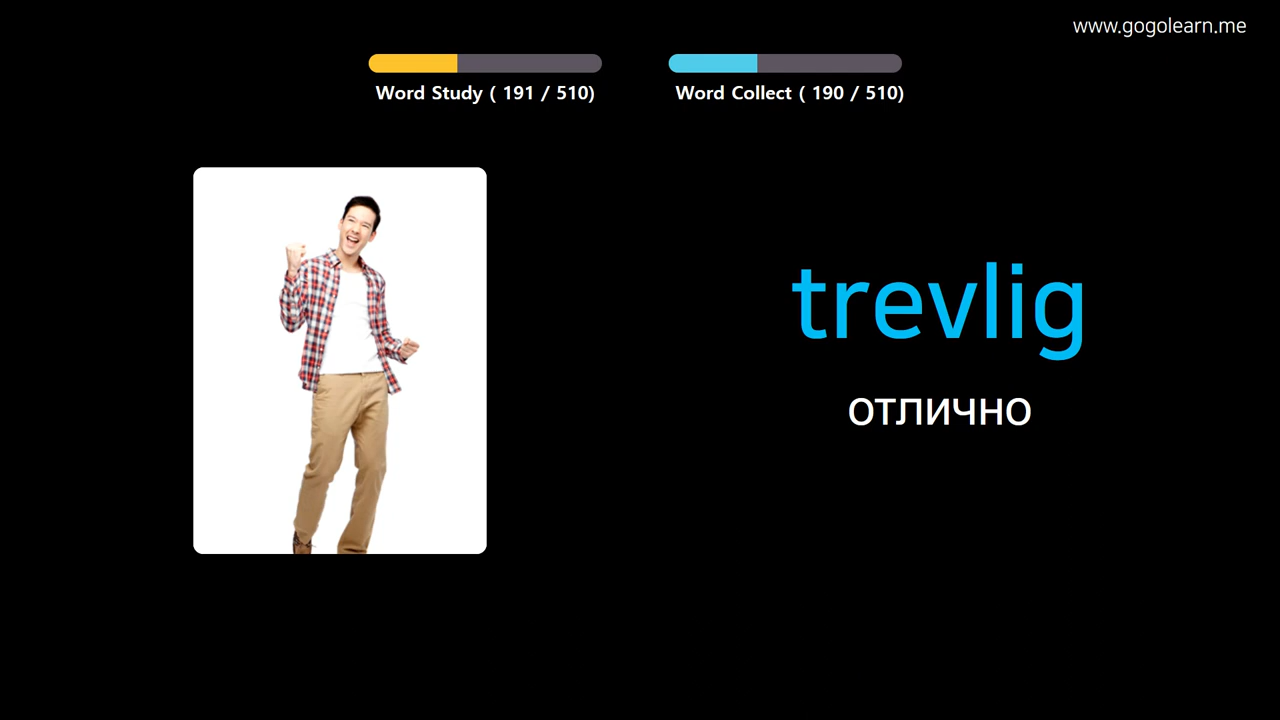 www.gogolearn.me
Word Study ( 191 / 510)
Word Collect ( 190 / 510)
trevlig
отлично